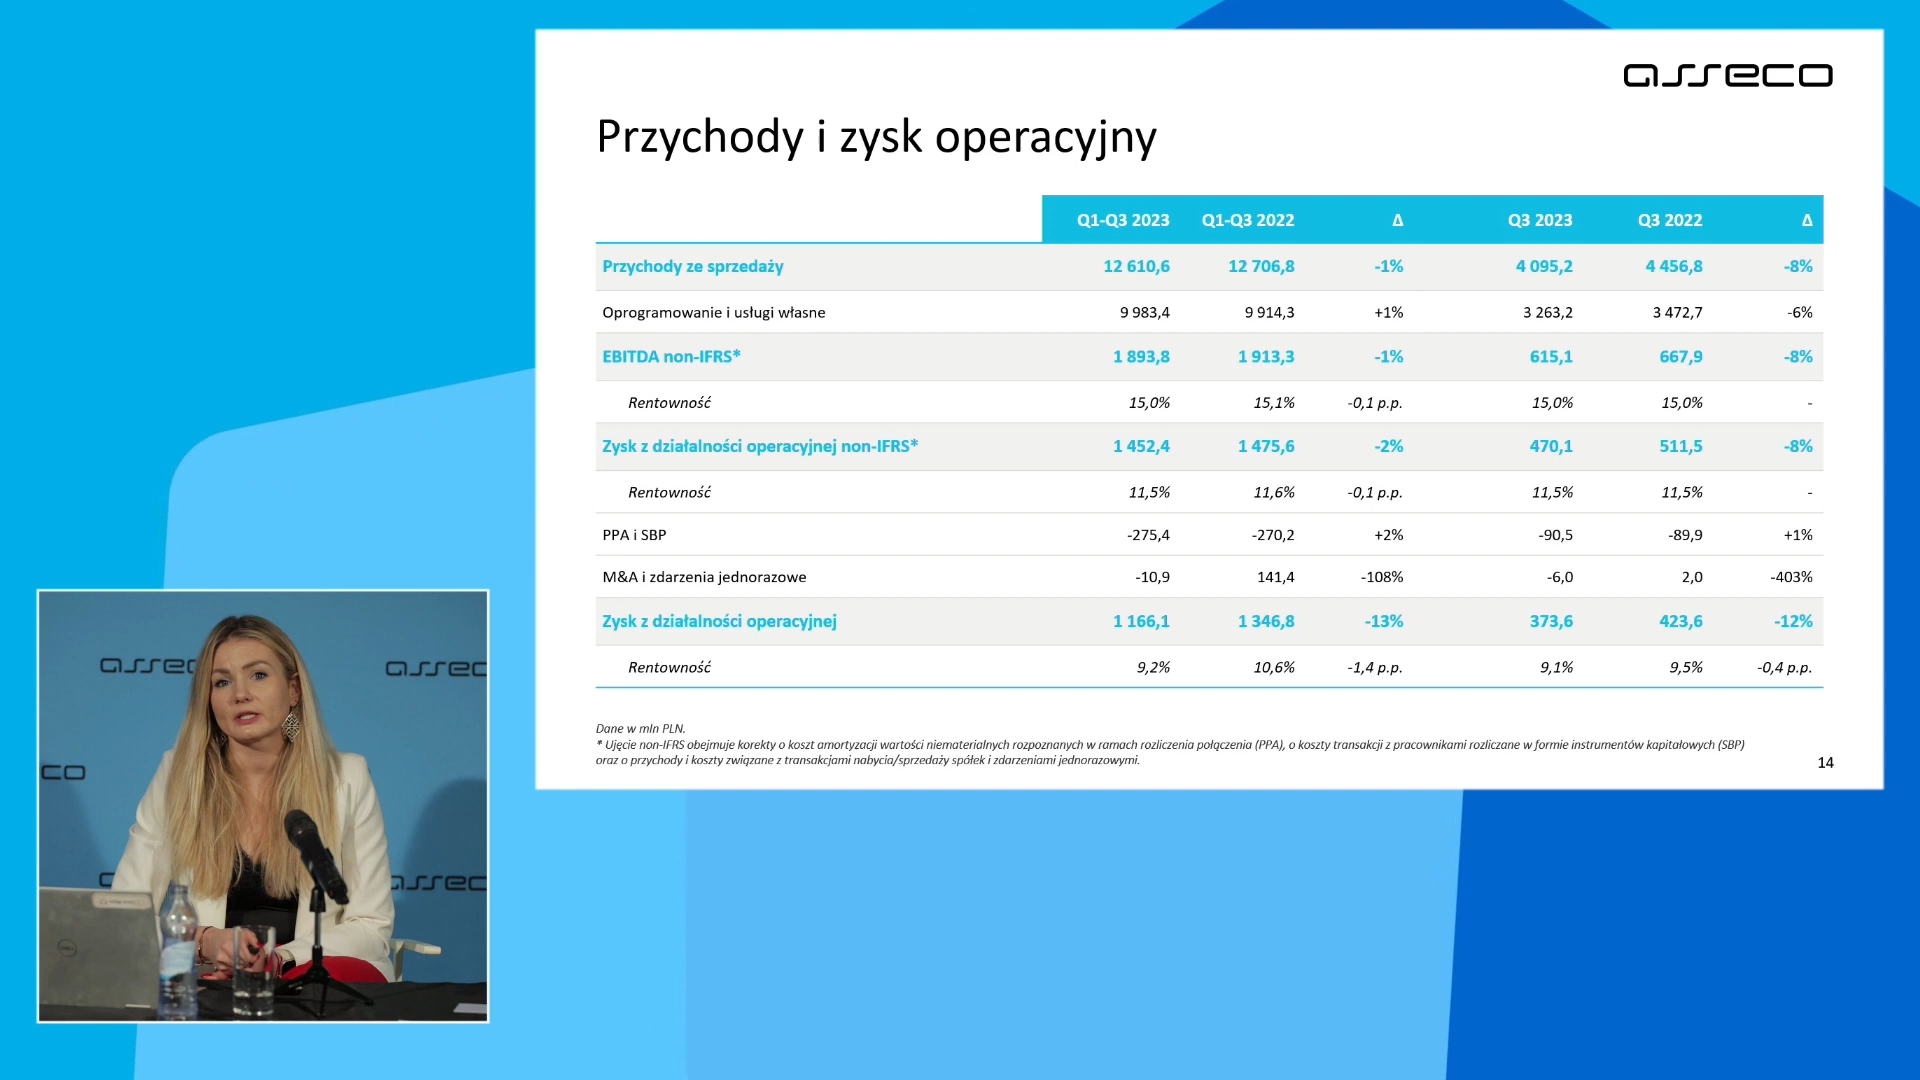 asseco
Przychody i zysk operacyjny
Q1-Q3 2023 Q1-Q3 2022 Δ Q3 2023 Q3 2022 Δ
Przychody ze sprzedaży 12 610,6 12 706,8 -1% 4 095,2 4 456,8 -8%
Oprogramowanie i usługi własne 9 983,4 9 914,3 +1% 3 263,2 3 472,7 -6%
EBITDA non-IFRS* 1 893,8 1 913,3 -1% 615,1 667,9 -8%
Rentowność 15,0% 15,1% -0,1 p.p. 15,0% 15,0% -
Zysk z działalności operacyjnej non-IFRS* 1 452,4 1 475,6 -2% 470,1 511,5 -8%
Rentowność 11,5% 11,6% -0,1 p.p. 11,5% 11,5% -
PPA i SBP -275,4 -270,2 +2% -90,5 -89,9 +1%
M&A i zdarzenia jednorazowe -10,9 141,4 -108% -6,0 2,0 -403%
Zysk z działalności operacyjnej 1 166,1 1 346,8 -13% 373,6 423,6 -12%
Rentowność 9,2% 10,6% -1,4 p.p. 9,1% 9,5% -0,4 p.p.
Dane w mln PLN.
* Ujęcie non-IFRS obejmuje korekty o koszt amortyzacji wartości niematerialnych rozpoznanych w ramach rozliczenia połączenia (PPA), o koszty transakcji z pracownikami rozliczane w formie instrumentów kapitałowych (SBP)
oraz o przychody i koszty związane z transakcjami nabycia/sprzedaży spółek i zdarzeniami jednorazowymi.
14
asseco
asseco
co
asseco
DELL